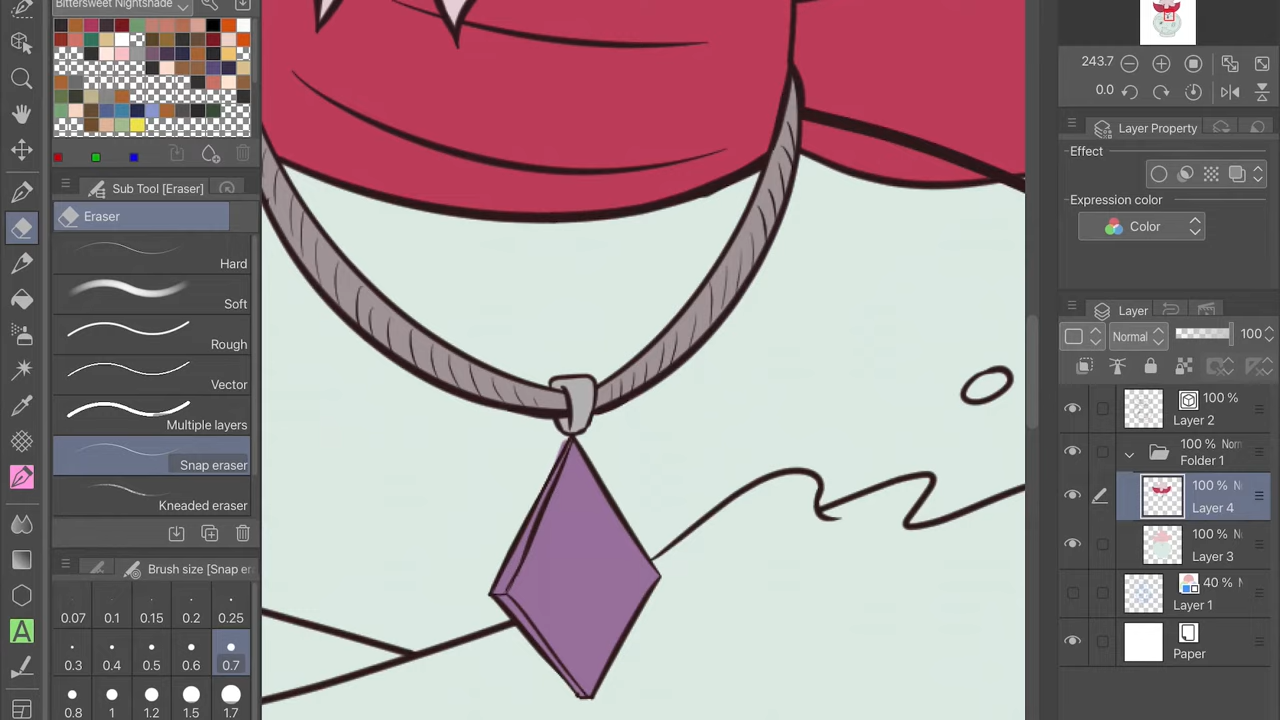 Bittersweet Nightshade
Sub Tool [Eraser]
Eraser
Hard
Soft
Rough
Vector
Multiple layers
Snap eraser
Kneaded eraser
Brush size [Snap er
0.07 0.1 0.15 0.2 0.25
0.3 0.4 0.5 0.6 0.7
0.8 1 1.2 1.5 1.7
A
243.7
0.0
Layer Property
Effect
Expression color
Color
Layer
Normal 100
100 %
Layer 2
100 % Norm
Folder 1
100 % N
Layer 4
100 % N
Layer 3
40 % N
Layer 1
Paper